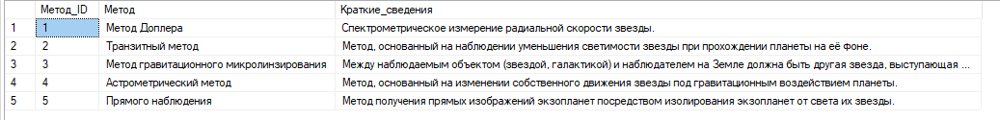 Метод_ID Метод Краткие_сведения
1 1 Метод Доплера Спектрометрическое измерение радиальной скорости звезды.
2 2 Транзитный метод Метод, основанный на наблюдении уменьшения светимости звезды при прохождении планеты на её фоне.
3 3 Метод гравитационного микролинзирования Между наблюдаемым объектом (звездой, галактикой) и наблюдателем на Земле должна быть другая звезда, выступающая ...
4 4 Астрометрический метод Метод, основанный на изменении собственного движения звезды под гравитационным воздействием планеты.
5 5 Прямого наблюдения Метод получения прямых изображений экзопланет посредством изолирования экзопланет от света их звезды.